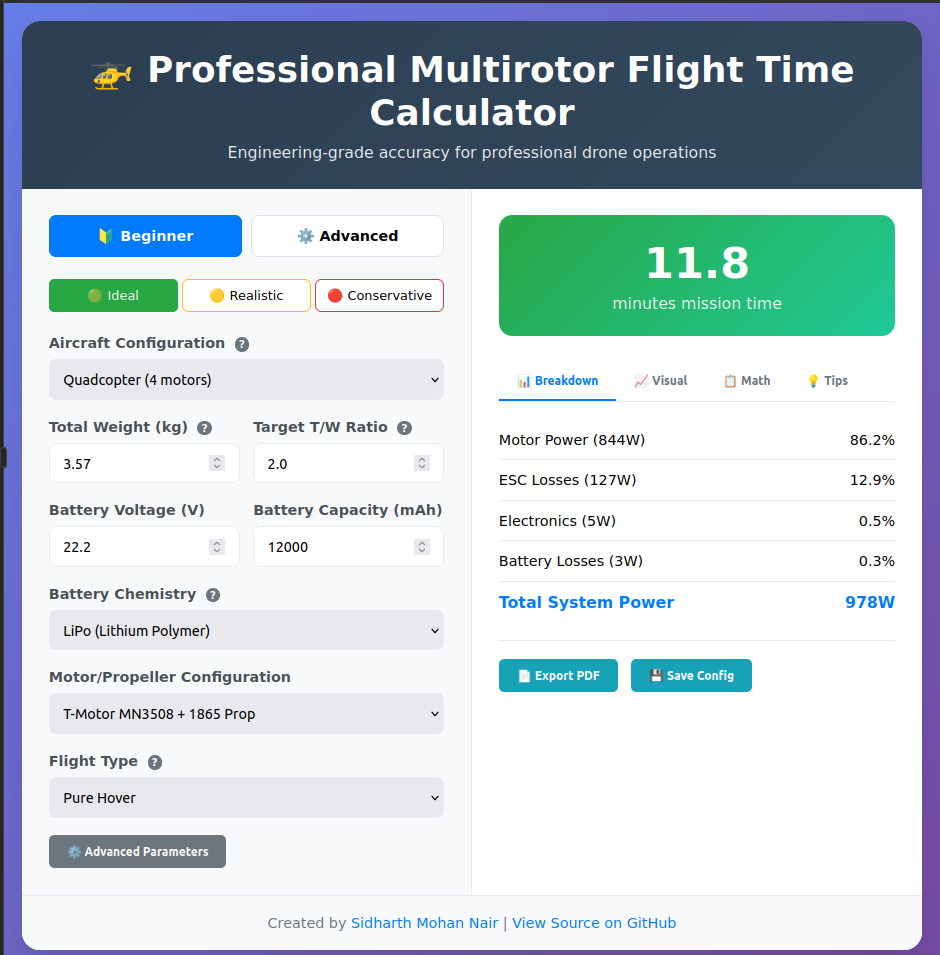 🚁 Professional Multirotor Flight Time
Calculator
Engineering-grade accuracy for professional drone operations
🔰 Beginner
⚙️ Advanced
🟢 Ideal
🟡 Realistic
🔴 Conservative
Aircraft Configuration ?
Quadcopter (4 motors)
Total Weight (kg) ? Target T/W Ratio ?
3.57 2.0
Battery Voltage (V) Battery Capacity (mAh)
22.2 12000
Battery Chemistry ?
LiPo (Lithium Polymer)
Motor/Propeller Configuration
T-Motor MN3508 + 1865 Prop
Flight Type ?
Pure Hover
⚙️ Advanced Parameters
11.8
minutes mission time
📊 Breakdown 📈 Visual 📋 Math 💡 Tips
Motor Power (844W) 86.2%
ESC Losses (127W) 12.9%
Electronics (5W) 0.5%
Battery Losses (3W) 0.3%
Total System Power 978W
📄 Export PDF 💾 Save Config
Created by Sidharth Mohan Nair | View Source on GitHub